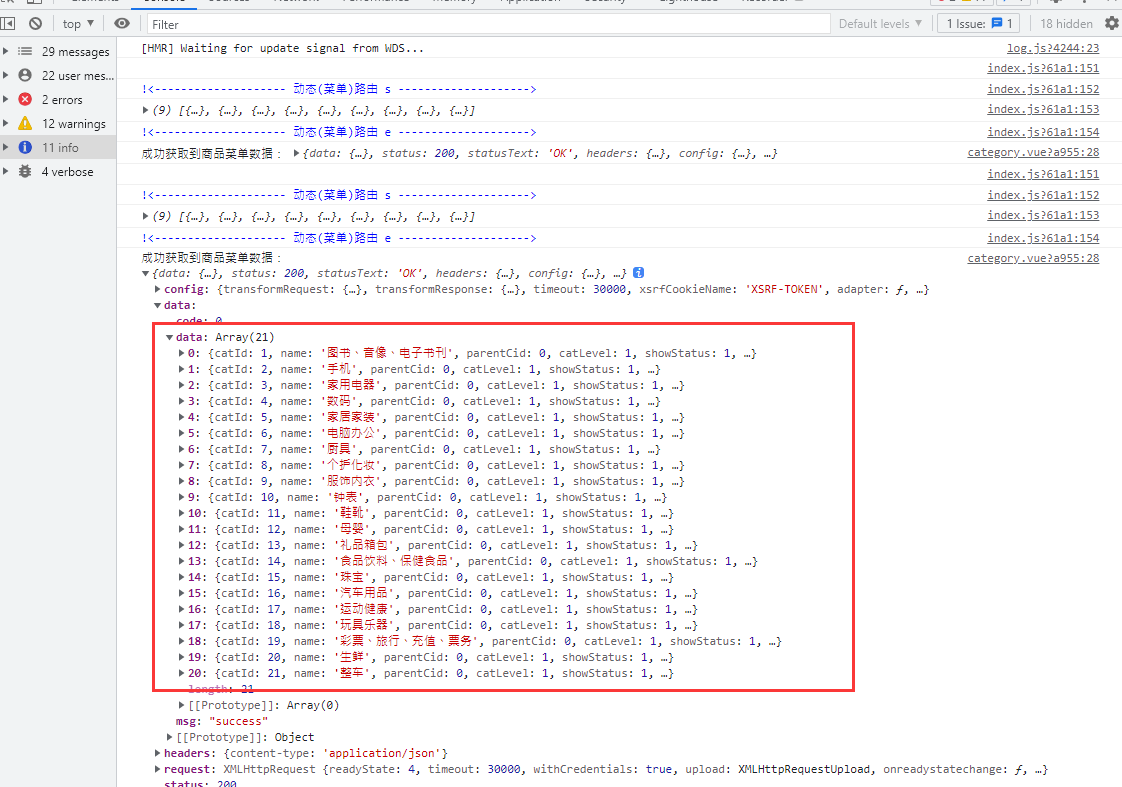 Elements Console Sources Network Performance Memory Application Security Lighthouse Recorder
top ▼ Filter Default levels ▼ 1 Issue: 1 18 hidden
29 messages
22 user mes...
2 errors
12 warnings
11 info
4 verbose
[HMR] Waiting for update signal from WDS... log.js?4244:23
index.js?61a1:151
!<-------------------- 动态(菜单)路由 s --------------------> index.js?61a1:152
(9) [{…}, {…}, {…}, {…}, {…}, {…}, {…}, {…}, {…}] index.js?61a1:153
!<-------------------- 动态(菜单)路由 e --------------------> index.js?61a1:154
成功获取到商品菜单数据： {data: {…}, status: 200, statusText: 'OK', headers: {…}, config: {…}, …} category.vue?a955:28
index.js?61a1:151
!<-------------------- 动态(菜单)路由 s --------------------> index.js?61a1:152
(9) [{…}, {…}, {…}, {…}, {…}, {…}, {…}, {…}, {…}] index.js?61a1:153
!<-------------------- 动态(菜单)路由 e --------------------> index.js?61a1:154
成功获取到商品菜单数据： category.vue?a955:28
{data: {…}, status: 200, statusText: 'OK', headers: {…}, config: {…}, …}
config: {transformRequest: {…}, transformResponse: {…}, timeout: 30000, xsrfCookieName: 'XSRF-TOKEN', adapter: ƒ, …}
data:
code: 0
data: Array(21)
0: {catId: 1, name: '图书、音像、电子书刊', parentCid: 0, catLevel: 1, showStatus: 1, …}
1: {catId: 2, name: '手机', parentCid: 0, catLevel: 1, showStatus: 1, …}
2: {catId: 3, name: '家用电器', parentCid: 0, catLevel: 1, showStatus: 1, …}
3: {catId: 4, name: '数码', parentCid: 0, catLevel: 1, showStatus: 1, …}
4: {catId: 5, name: '家居家装', parentCid: 0, catLevel: 1, showStatus: 1, …}
5: {catId: 6, name: '电脑办公', parentCid: 0, catLevel: 1, showStatus: 1, …}
6: {catId: 7, name: '厨具', parentCid: 0, catLevel: 1, showStatus: 1, …}
7: {catId: 8, name: '个护化妆', parentCid: 0, catLevel: 1, showStatus: 1, …}
8: {catId: 9, name: '服饰内衣', parentCid: 0, catLevel: 1, showStatus: 1, …}
9: {catId: 10, name: '钟表', parentCid: 0, catLevel: 1, showStatus: 1, …}
10: {catId: 11, name: '鞋靴', parentCid: 0, catLevel: 1, showStatus: 1, …}
11: {catId: 12, name: '母婴', parentCid: 0, catLevel: 1, showStatus: 1, …}
12: {catId: 13, name: '礼品箱包', parentCid: 0, catLevel: 1, showStatus: 1, …}
13: {catId: 14, name: '食品饮料、保健食品', parentCid: 0, catLevel: 1, showStatus: 1, …}
14: {catId: 15, name: '珠宝', parentCid: 0, catLevel: 1, showStatus: 1, …}
15: {catId: 16, name: '汽车用品', parentCid: 0, catLevel: 1, showStatus: 1, …}
16: {catId: 17, name: '运动健康', parentCid: 0, catLevel: 1, showStatus: 1, …}
17: {catId: 18, name: '玩具乐器', parentCid: 0, catLevel: 1, showStatus: 1, …}
18: {catId: 19, name: '彩票、旅行、充值、票务', parentCid: 0, catLevel: 1, showStatus: 1, …}
19: {catId: 20, name: '生鲜', parentCid: 0, catLevel: 1, showStatus: 1, …}
20: {catId: 21, name: '整车', parentCid: 0, catLevel: 1, showStatus: 1, …}
length: 21
[[Prototype]]: Array(0)
msg: "success"
[[Prototype]]: Object
headers: {content-type: 'application/json'}
request: XMLHttpRequest {readyState: 4, timeout: 30000, withCredentials: true, upload: XMLHttpRequestUpload, onreadystatechange: ƒ, …}
status: 200